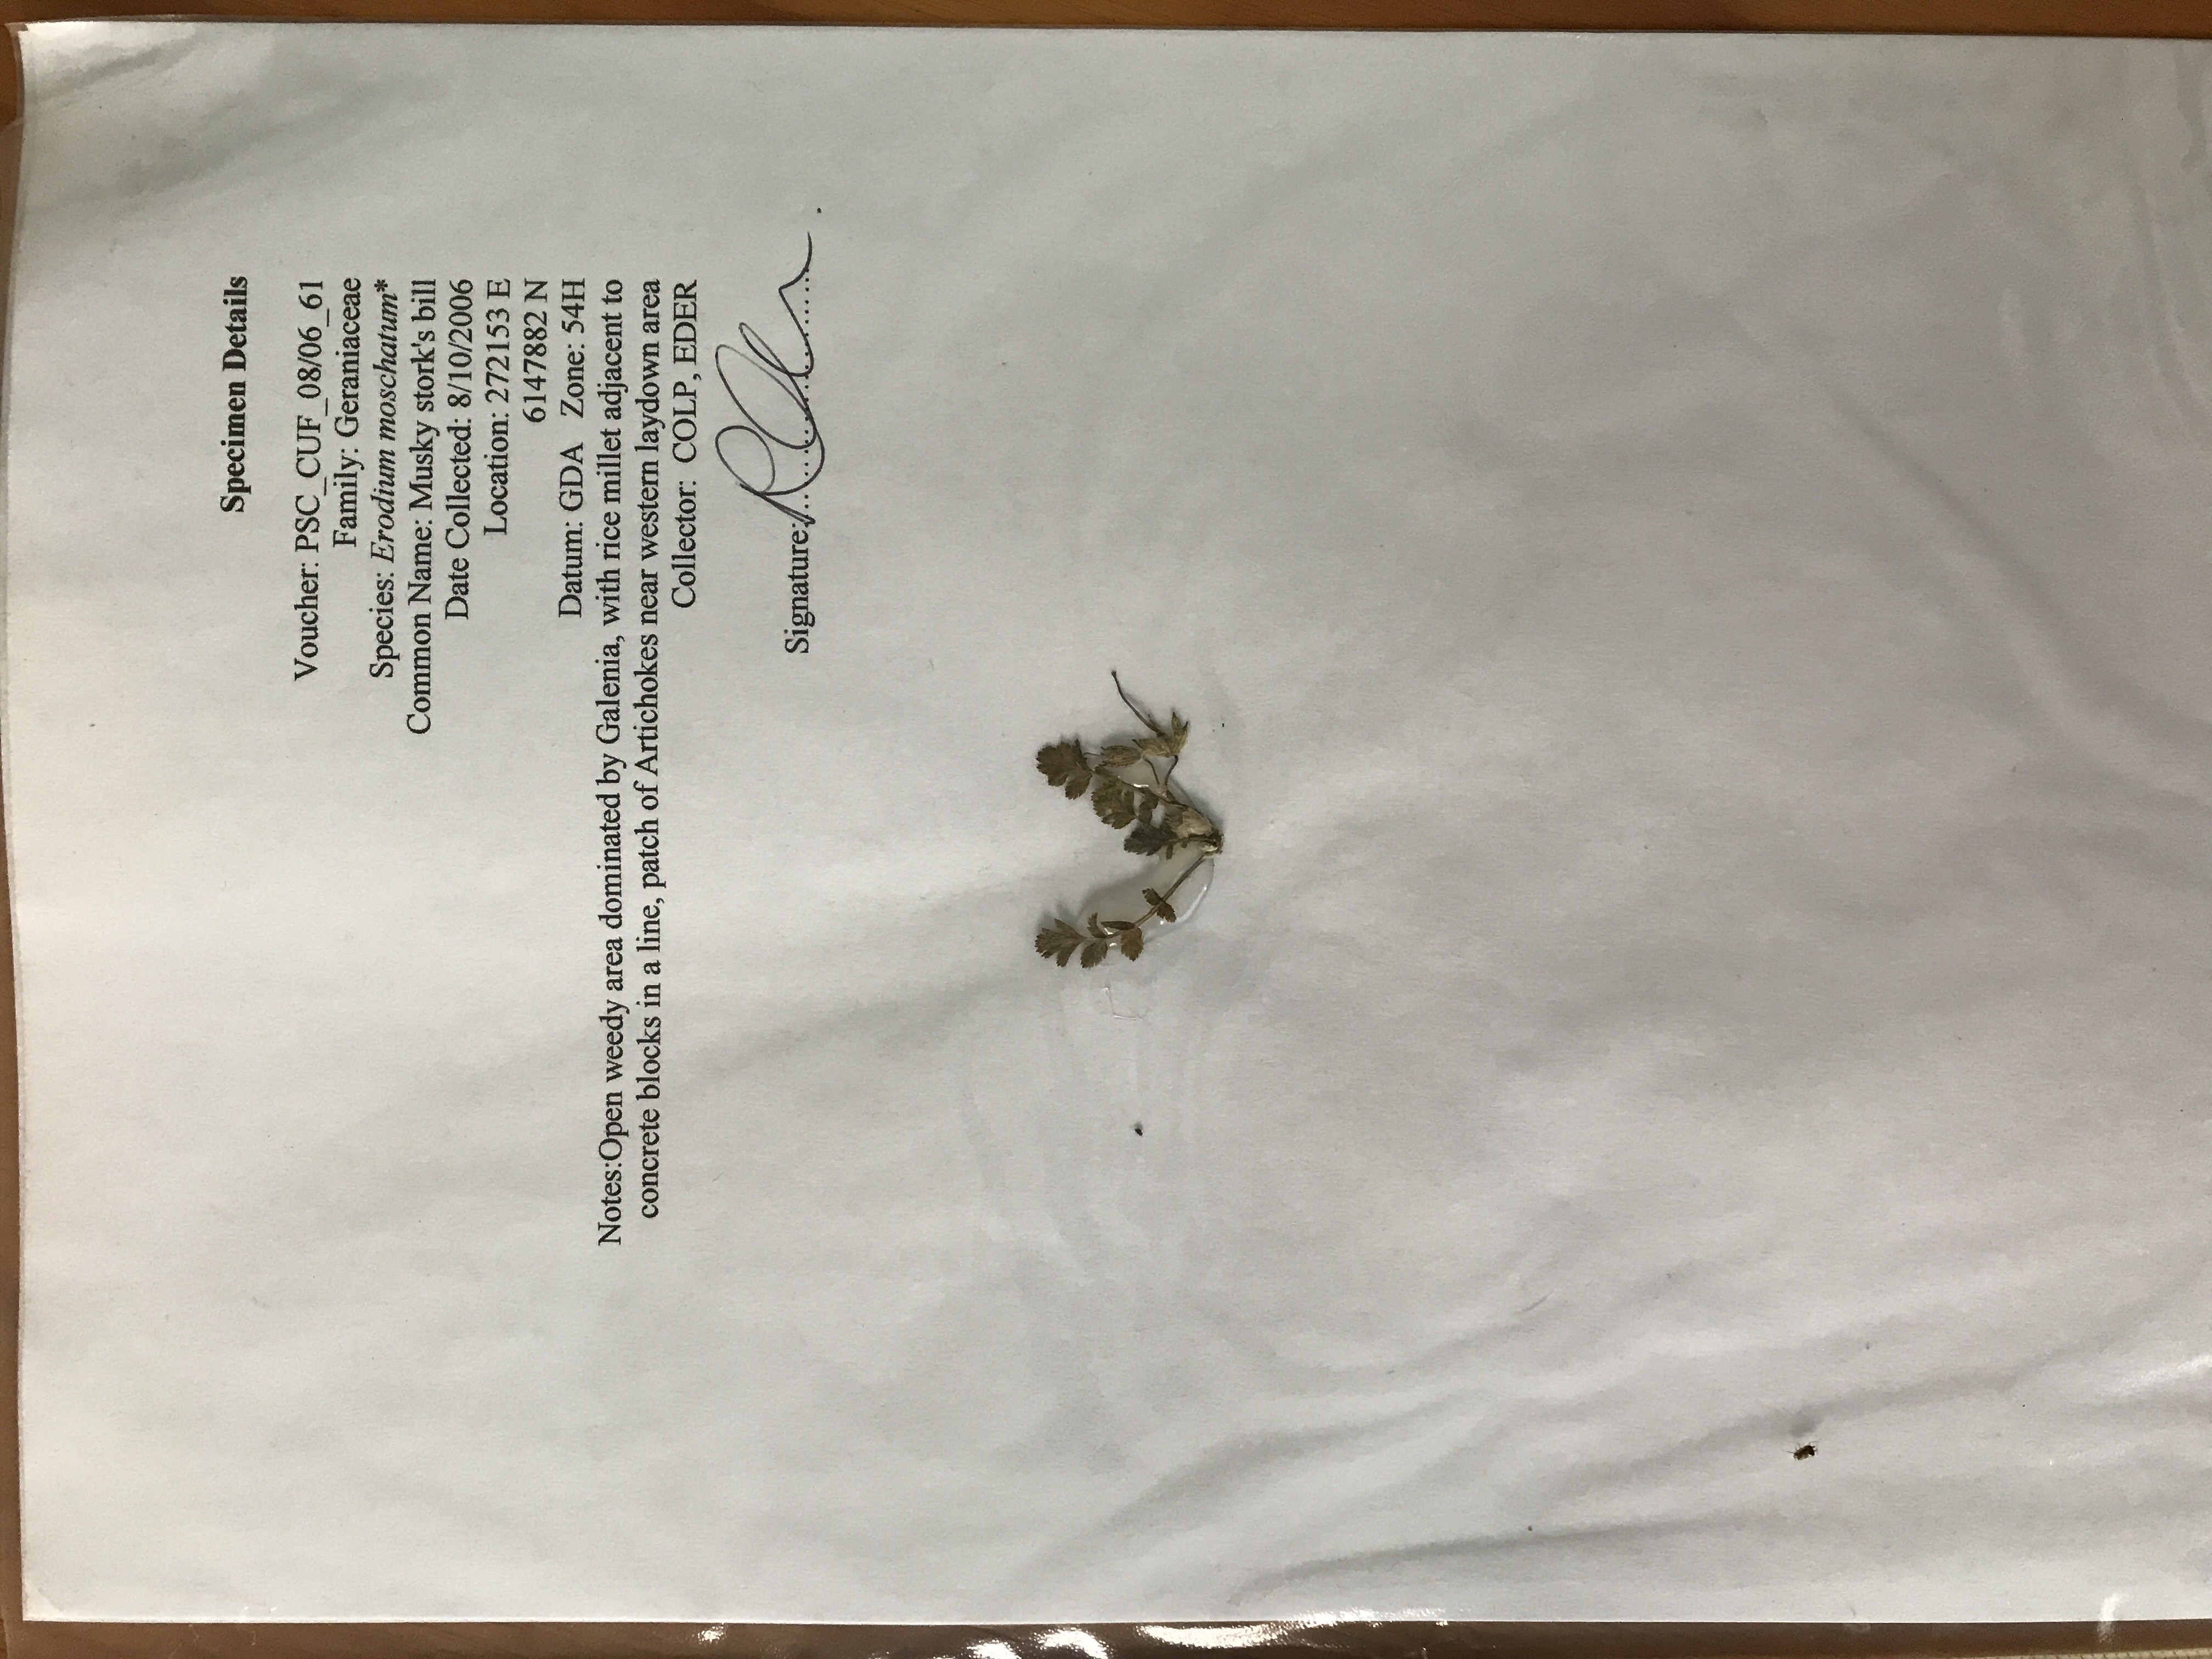 Specimen Details
Voucher: PSC_CUF_08/06_61
Family: Geraniaceae
Species: Erodium moschatum*
Common Name: Musky stork's bill
Date Collected: 8/10/2006
Location: 272153 E
6147882 N
Datum: GDA Zone: 54H
Notes:Open weedy area dominated by Galenia, with rice millet adjacent to
concrete blocks in a line, patch of Artichokes near western laydown area
Collector: COLP, EDER
Signature: